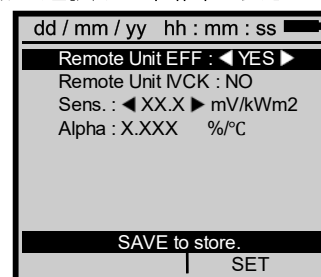 dd / mm / yy hh : mm : ss
Remote Unit EFF : ◀ YES ▶
Remote Unit IVCK : NO
Sens. : ◀ XX.X ▶ mV/kWm2
Alpha : X.XXX %/°C
SAVE to store.
SET